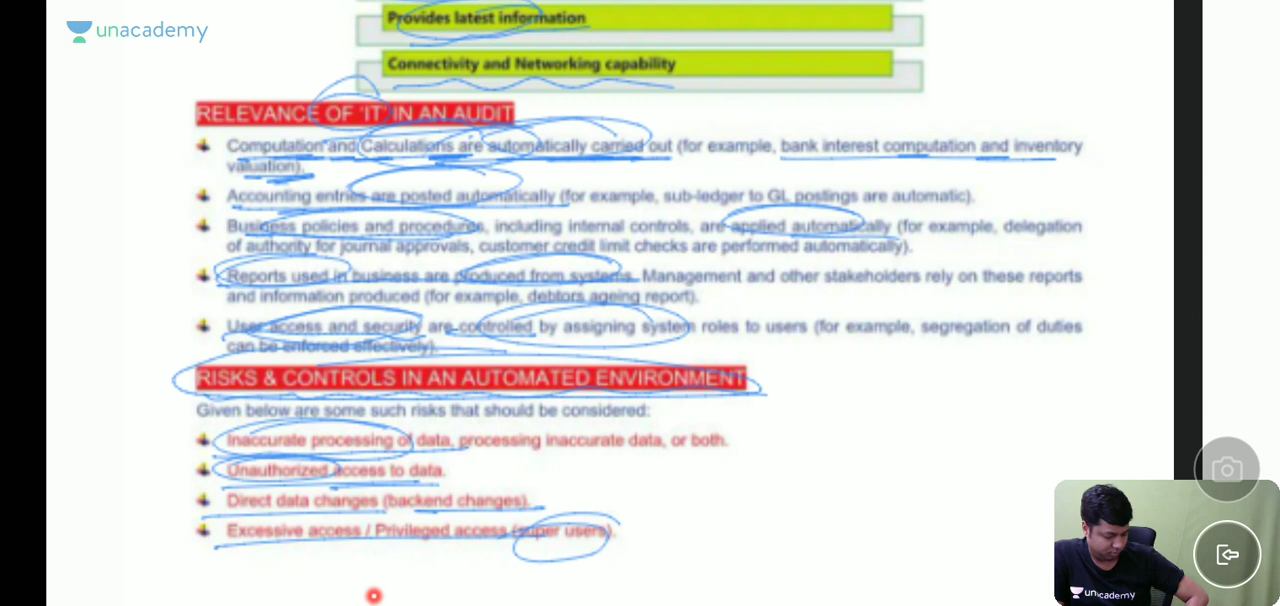 unacademy
Provides latest information
Connectivity and Networking capability
RELEVANCE OF 'IT' IN AN AUDIT
Computation and Calculations are automatically carried out (for example, bank interest computation and inventory
valuation).
Accounting entries are posted automatically (for example, sub-ledger to GL postings are automatic).
Business policies and procedures, including internal controls, are applied automatically (for example, delegation
of authority for journal approvals, customer credit limit checks are performed automatically).
Reports used in business are produced from systems. Management and other stakeholders rely on these reports
and information produced (for example, debtors ageing report).
User access and security are controlled by assigning system roles to users (for example, segregation of duties
can be enforced effectively).
RISKS & CONTROLS IN AN AUTOMATED ENVIRONMENT
Given below are some such risks that should be considered:
Inaccurate processing of data, processing inaccurate data, or both.
Unauthorized access to data.
Direct data changes (backend changes).
Excessive access / Privileged access (super users).
unacademy